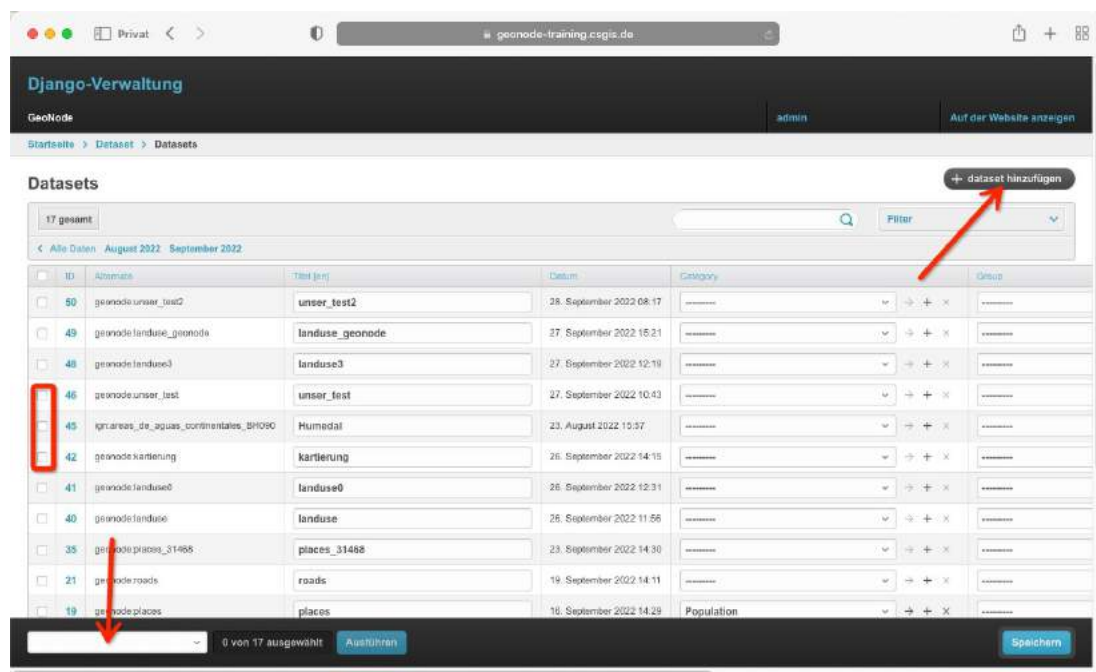 Privat
geonode-training.csgis.de
Django-Verwaltung
GeoNode admin Auf der Website anzeigen
Startseite > Dataset > Datasets
Datasets
+ dataset hinzufügen
17 gesamt Filter
< Alle Daten August 2022 September 2022
ID Alternate Titel [en] Datum Category Group
50 geonode:unser_test2 unser_test2 28. September 2022 08:17 ---------  ---------
49 geonode:landuse_geonode landuse_geonode 27. September 2022 15:21 --------- ---------
48 geonode:landuse3 landuse3 27. September 2022 12:19 --------- ---------
46 geonode:unser_test unser_test 27. September 2022 10:43 --------- ---------
45 ign:areas_de_aguas_continentales_BH090 Humedal 23. August 2022 15:57 --------- ---------
42 geonode:kartierung kartierung 26. September 2022 14:15 --------- ---------
41 geonode:landuse0 landuse0 26. September 2022 12:31 --------- ---------
40 geonode:landuse landuse 26. September 2022 11:56 --------- ---------
35 geonode:places_31468 places_31468 23. September 2022 14:30 --------- ---------
21 geonode:roads roads 19. September 2022 14:11 --------- ---------
19 geonode:places places 16. September 2022 14:29 Population ---------
0 von 17 ausgewählt Ausführen Speichern